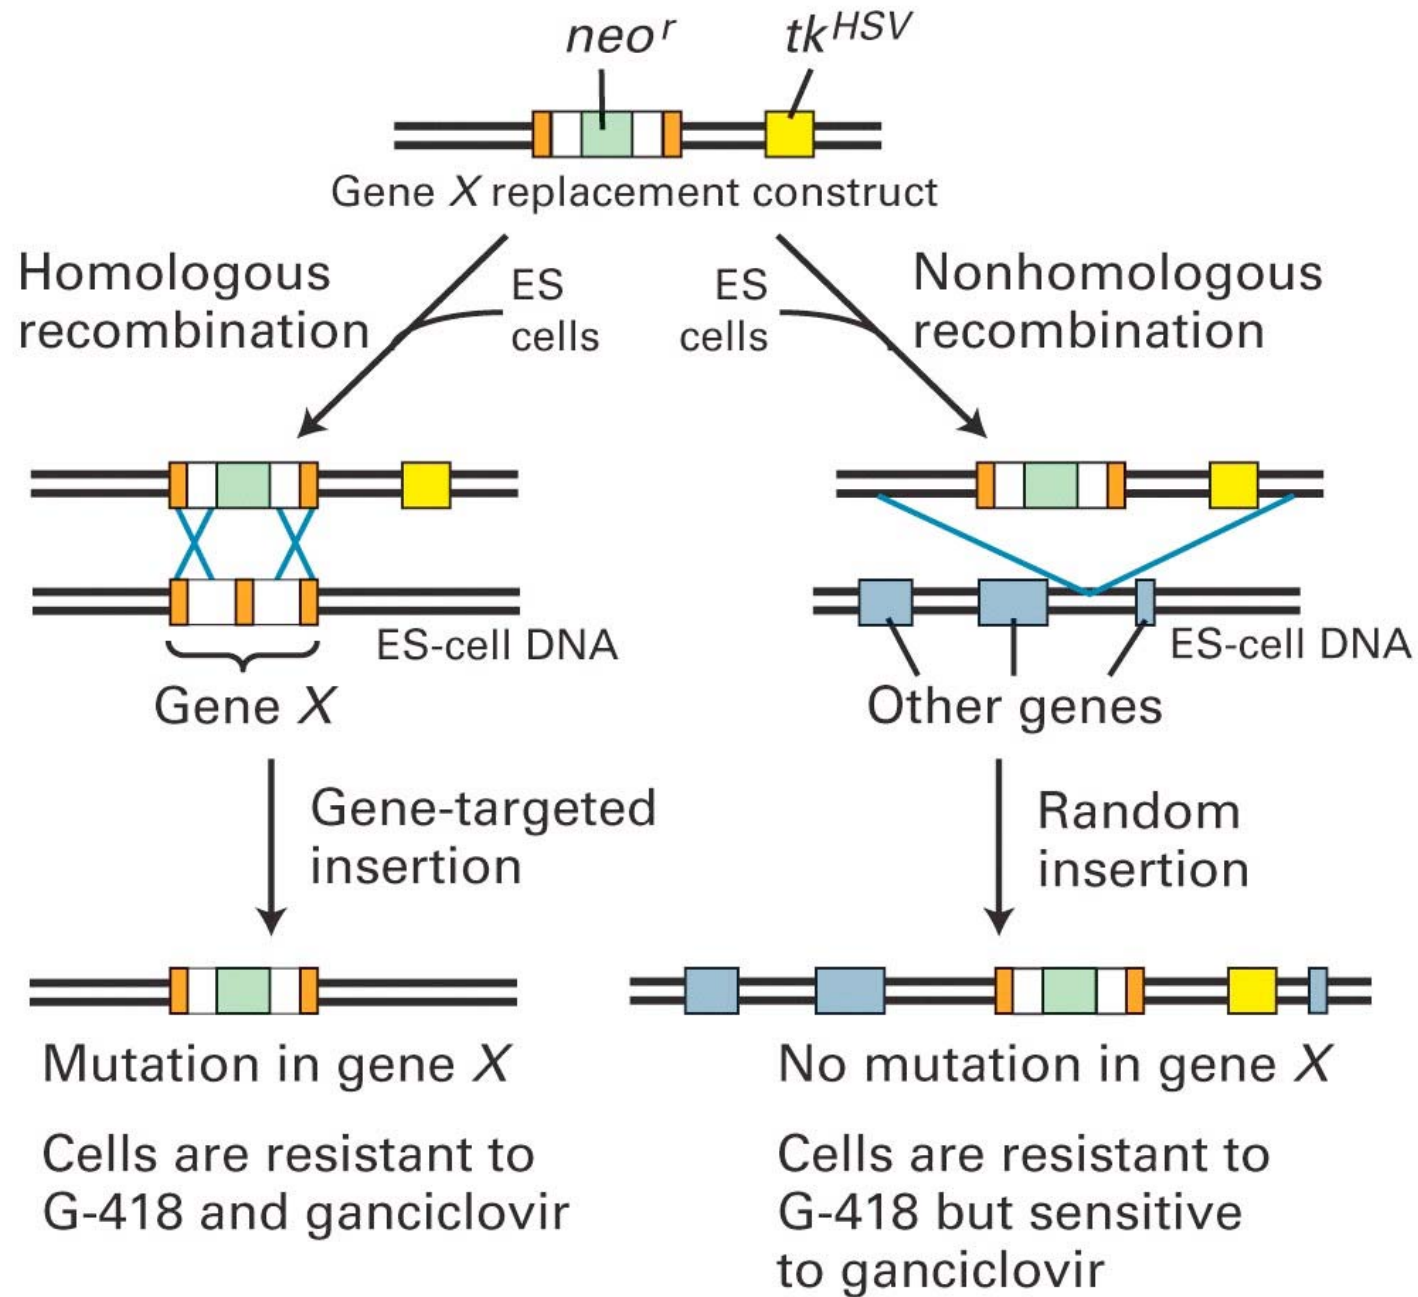 neo^r
tk^HSV
Gene X replacement construct
Homologous
recombination
ES
cells
ES
cells
Nonhomologous
recombination
ES-cell DNA
Gene X
ES-cell DNA
Other genes
Gene-targeted
insertion
Random
insertion
Mutation in gene X
No mutation in gene X
Cells are resistant to
G-418 and ganciclovir
Cells are resistant to
G-418 but sensitive
to ganciclovir